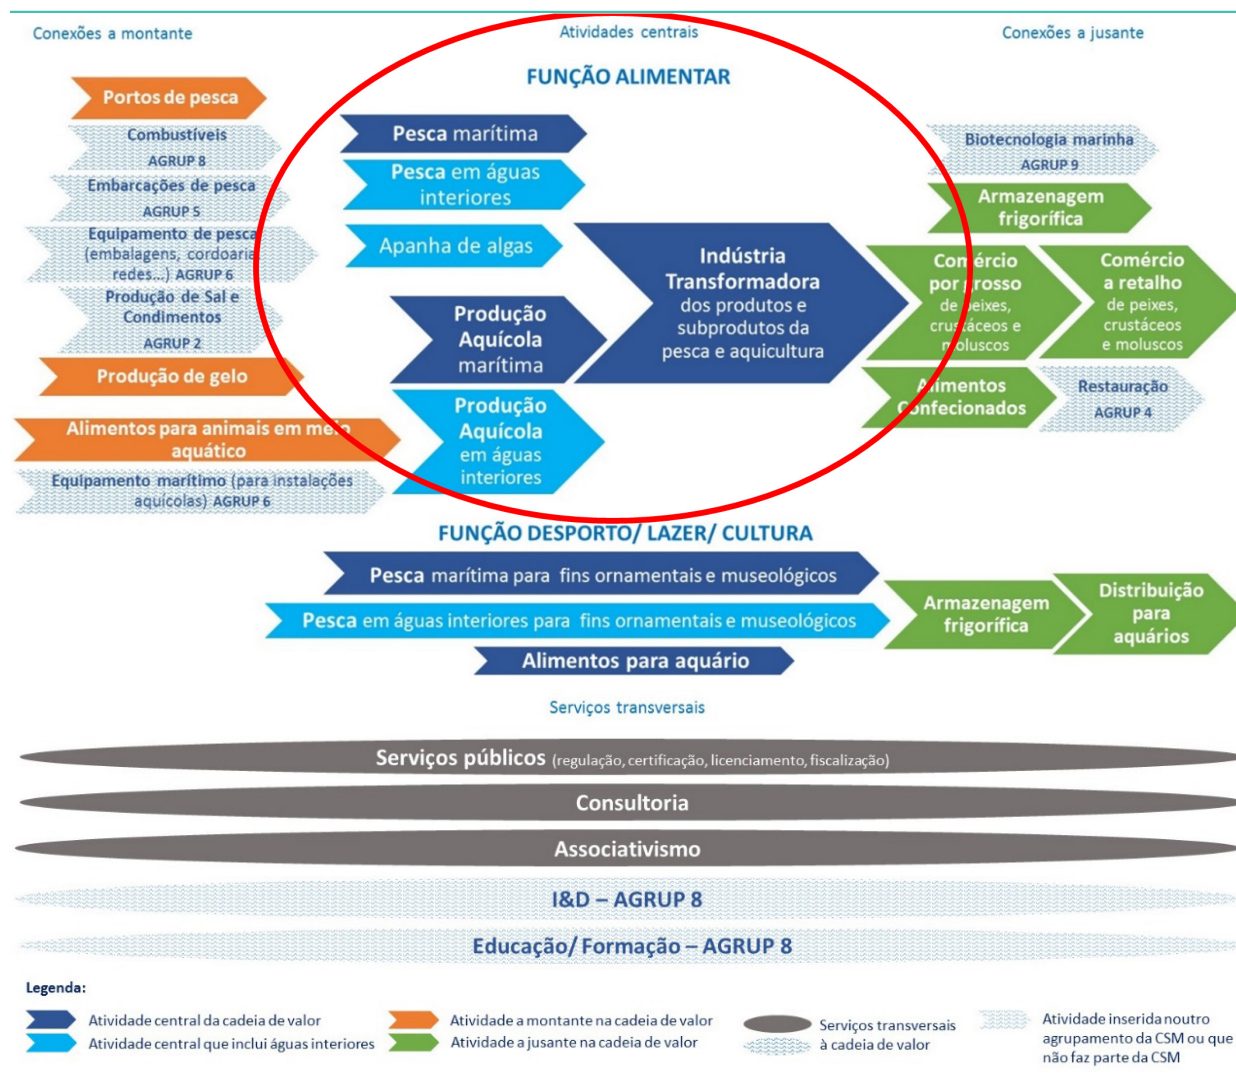 Conexões a montante
Atividades centrais
Conexões a jusante
FUNÇÃO ALIMENTAR
Portos de pesca
Combustíveis
AGRUP 8
Embarcações de pesca
AGRUP 5
Equipamento de pesca
(embalagens, cordoaria
redes...) AGRUP 6
Produção de Sal e
Condimentos
AGRUP 2
Produção de gelo
Alimentos para animais em meio
aquático
Equipamento marítimo (para instalações
aquícolas) AGRUP 6
Pesca marítima
Pesca em águas
interiores
Apanha de algas
Produção
Aquícola
marítima
Produção
Aquícola
em águas
interiores
Indústria
Transformadora
dos produtos e
subprodutos da
pesca e aquicultura
Biotecnologia marinha
AGRUP 9
Armazenagem
frigorífica
Comércio
por grosso
de peixes,
crustáceos e
moluscos
Comércio
a retalho
de peixes,
crustáceos
e moluscos
Alimentos
Confecionados
Restauração
AGRUP 4
FUNÇÃO DESPORTO/ LAZER/ CULTURA
Pesca marítima para fins ornamentais e museológicos
Pesca em águas interiores para fins ornamentais e museológicos
Alimentos para aquário
Armazenagem
frigorífica
Distribuição
para
aquários
Serviços transversais
Serviços públicos (regulação, certificação, licenciamento, fiscalização)
Consultoria
Associativismo
I&D – AGRUP 8
Educação/ Formação – AGRUP 8
Legenda:
Atividade central da cadeia de valor
Atividade central que inclui águas interiores
Atividade a montante na cadeia de valor
Atividade a jusante na cadeia de valor
Serviços transversais
à cadeia de valor
Atividade inserida noutro
agrupamento da CSM ou que
não faz parte da CSM